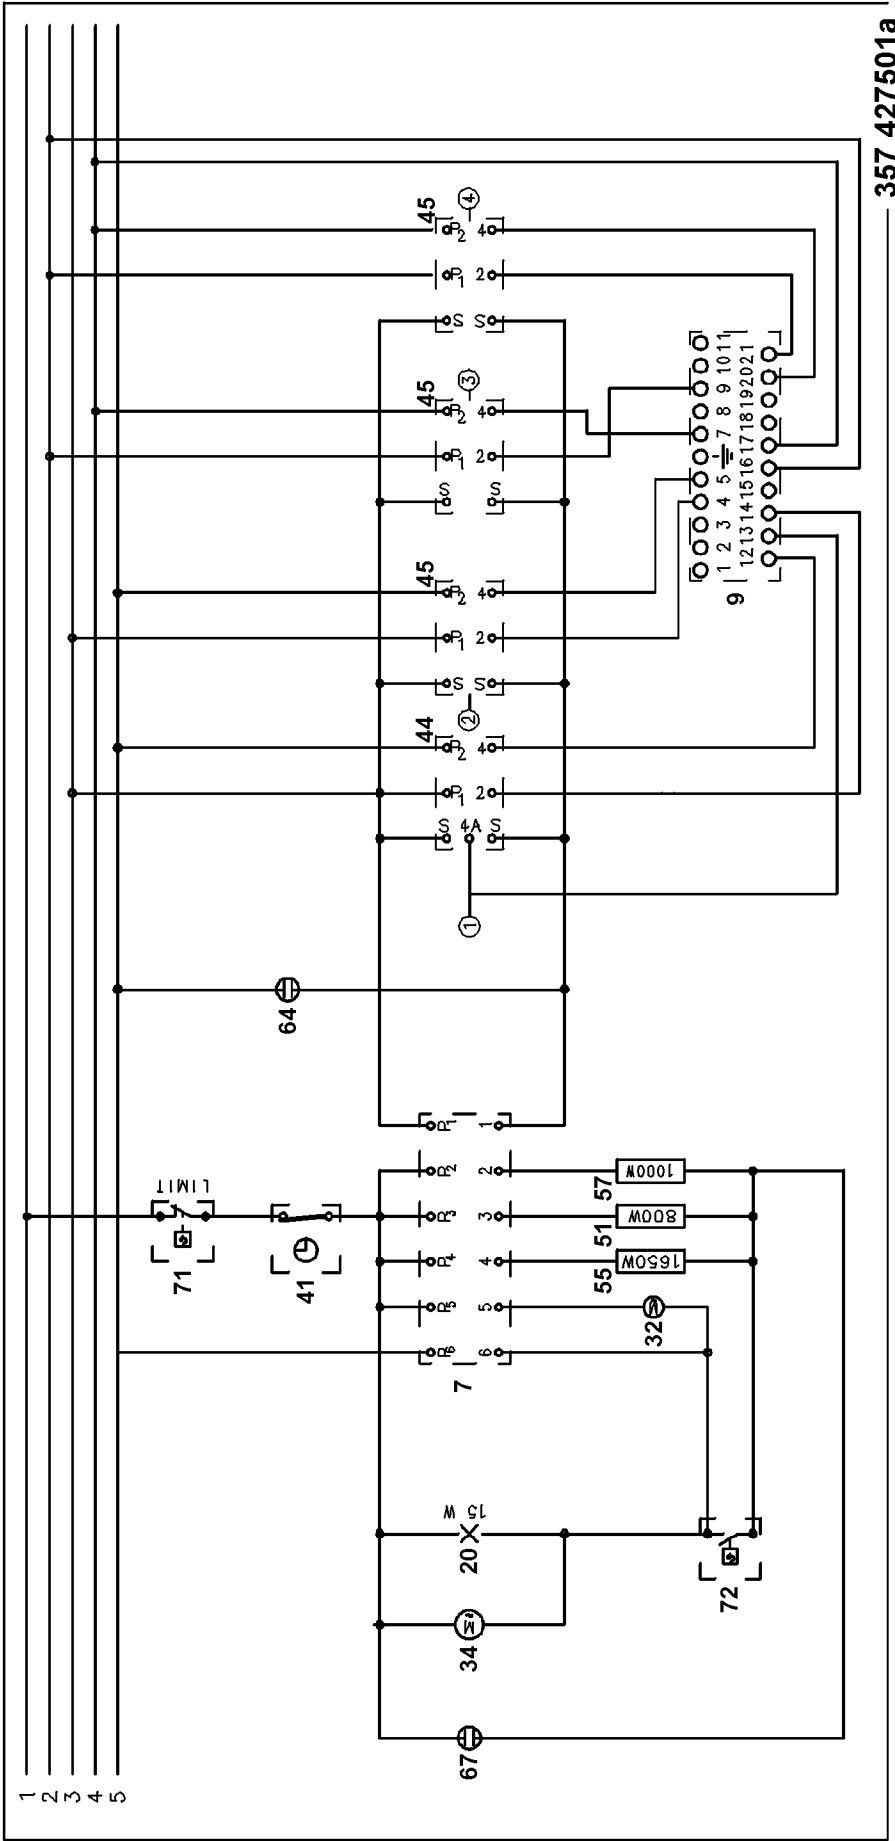 1
2
3
4
5
71
LIMIT
41
64
44
45
45
45
P6 P5 P4 P3 P2 P1
7
6 5 4 3 2 1
S P1 P2 S P1 P2 S P1 P2 S P1 P2
1 4A 2 3 4
S 2 4 S 2 4 S 2 4 S 2 4
67
34
M~
20
15 W
32
M
55
1650W
51
800W
57
1000W
72
9
1 2 3 4 5 7 8 9 10 11
12 13 14 15 16 17 18 19 20 21
357 427501a